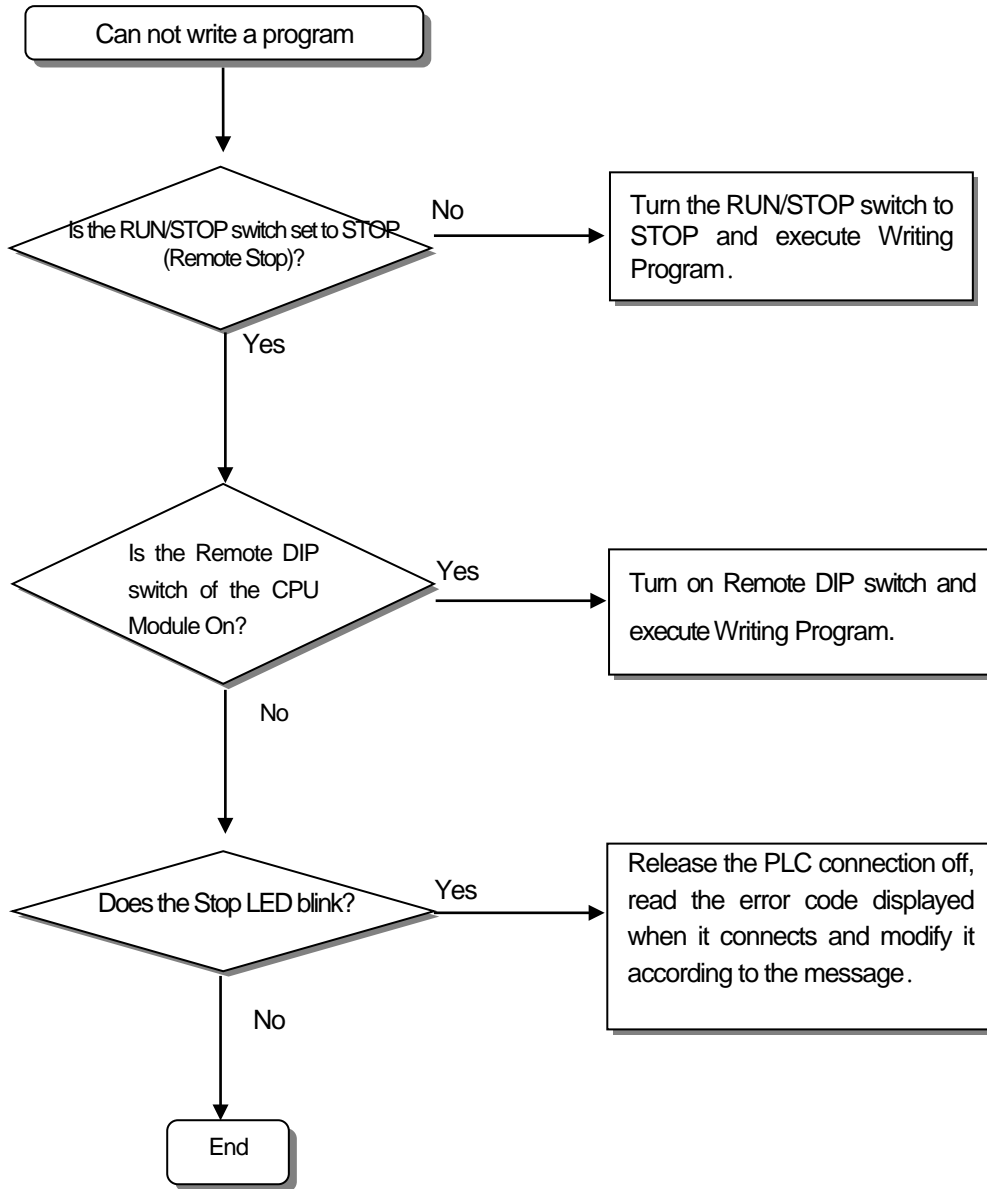 Can not write a program
Is the RUN/STOP switch set to STOP
(Remote Stop)?
No
Turn the RUN/STOP switch to
STOP and execute Writing
Program.
Yes
Is the Remote DIP
switch of the CPU
Module On?
Yes
Turn on Remote DIP switch and
execute Writing Program.
No
Does the Stop LED blink?
Yes
Release the PLC connection off,
read the error code displayed
when it connects and modify it
according to the message.
No
End